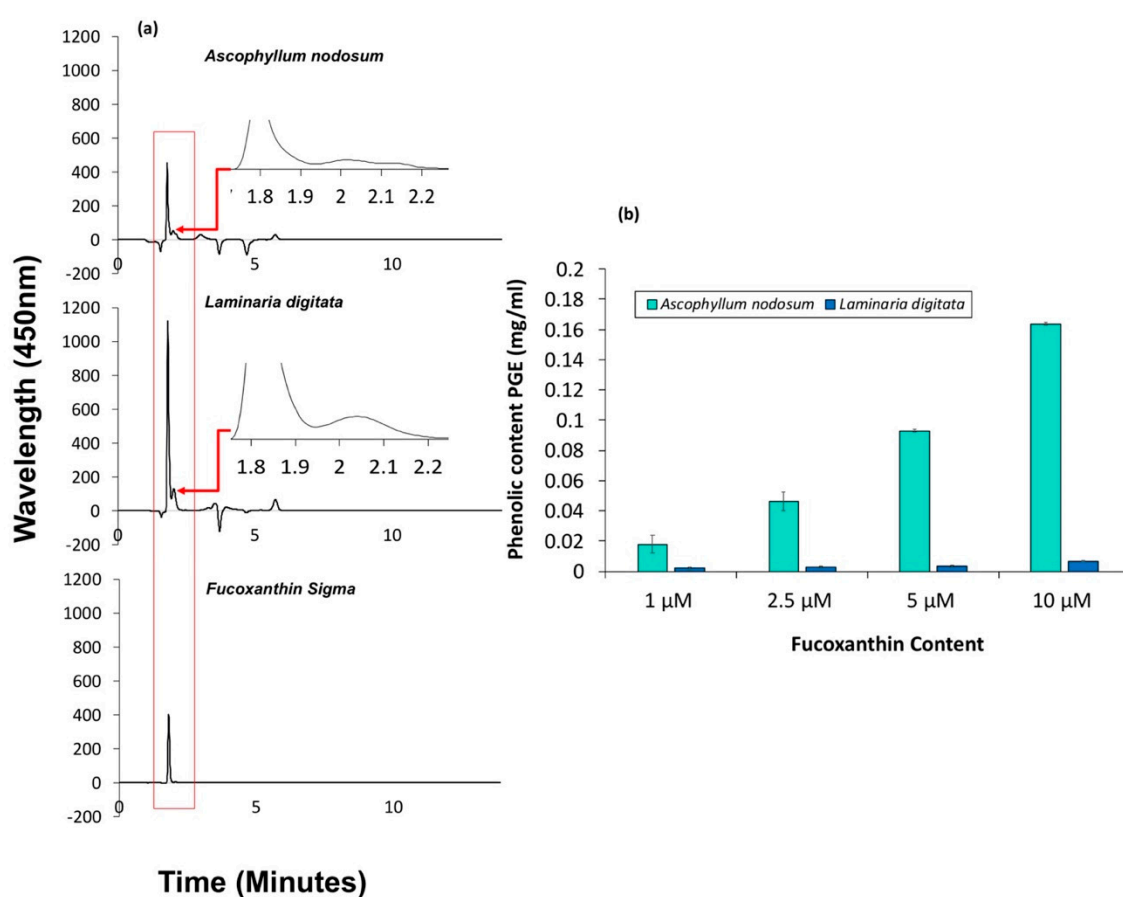 (a)
Wavelength (450nm)
Ascophyllum nodosum
1200
1000
800
600
400
200
0
-200
0 5 10
1.8 1.9 2 2.1 2.2
Laminaria digitata
1200
1000
800
600
400
200
0
-200
0 5 10
1.8 1.9 2 2.1 2.2
Fucoxanthin Sigma
1200
1000
800
600
400
200
0
-200
0 5 10
Time (Minutes)
(b)
Phenolic content PGE (mg/ml)
0.2
0.18
0.16
0.14
0.12
0.1
0.08
0.06
0.04
0.02
0
Ascophyllum nodosum Laminaria digitata
1 µM 2.5 µM 5 µM 10 µM
Fucoxanthin Content